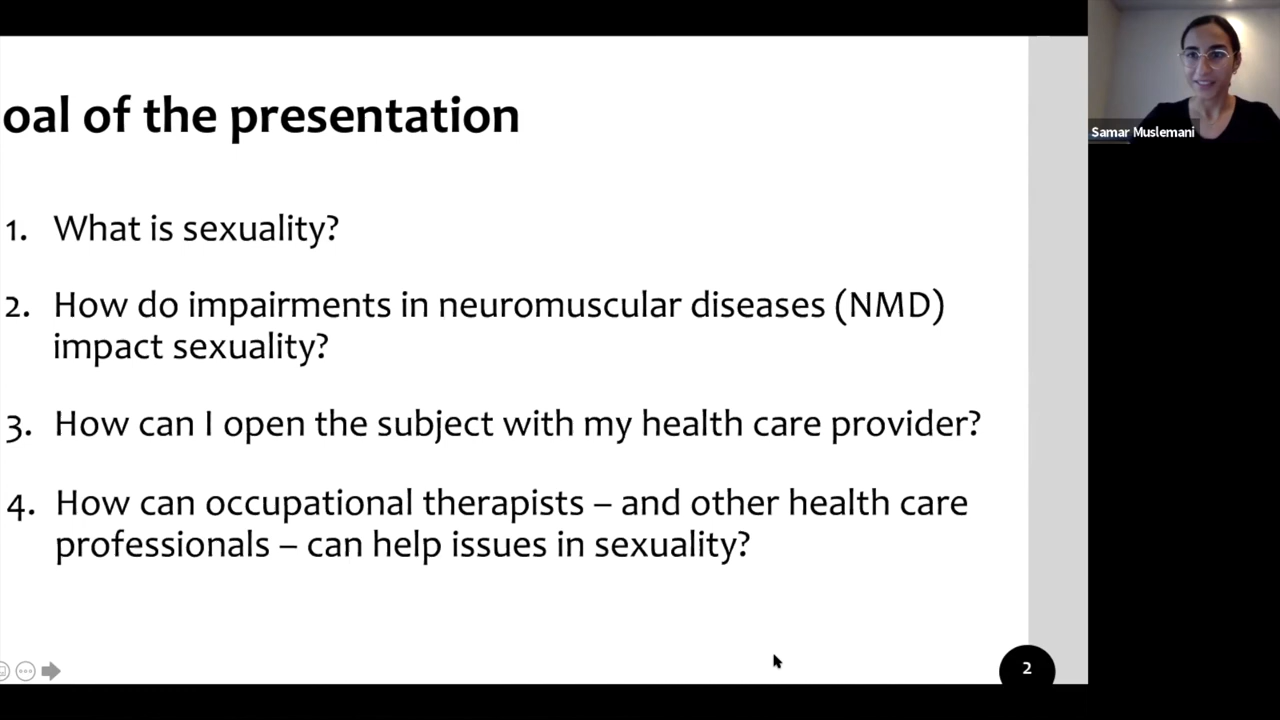 oal of the presentation
1. What is sexuality?
2. How do impairments in neuromuscular diseases (NMD)
impact sexuality?
3. How can I open the subject with my health care provider?
4. How can occupational therapists – and other health care
professionals – can help issues in sexuality?
2
Samar Muslemani